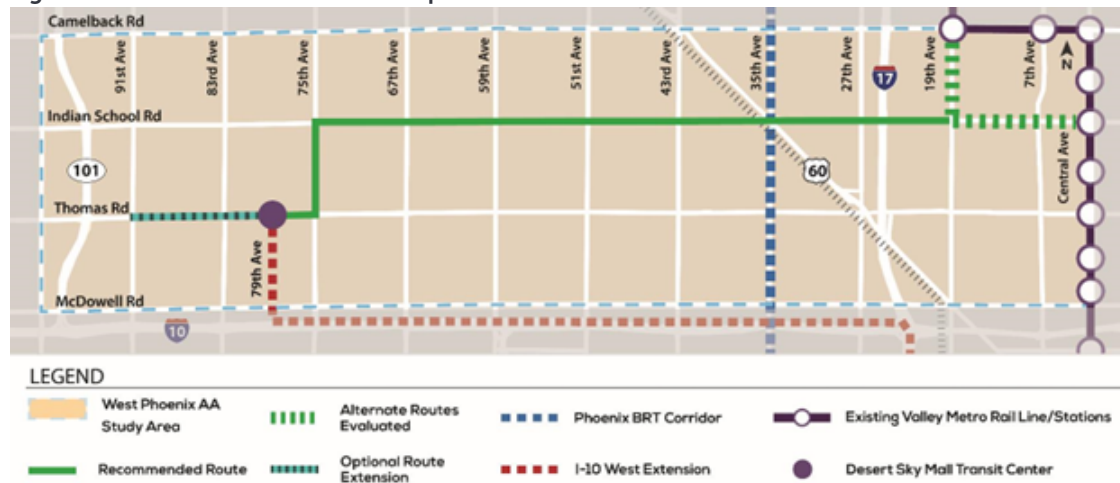 Camelback Rd
91st Ave
83rd Ave
75th Ave
67th Ave
59th Ave
51st Ave
43rd Ave
35th Ave
27th Ave
17
19th Ave
7th Ave
N
Indian School Rd
101
60
Central Ave
Thomas Rd
79th Ave
McDowell Rd
10
LEGEND
West Phoenix AA
Study Area
Alternate Routes
Evaluated
Phoenix BRT Corridor
Existing Valley Metro Rail Line/Stations
Recommended Route
Optional Route
Extension
I-10 West Extension
Desert Sky Mall Transit Center